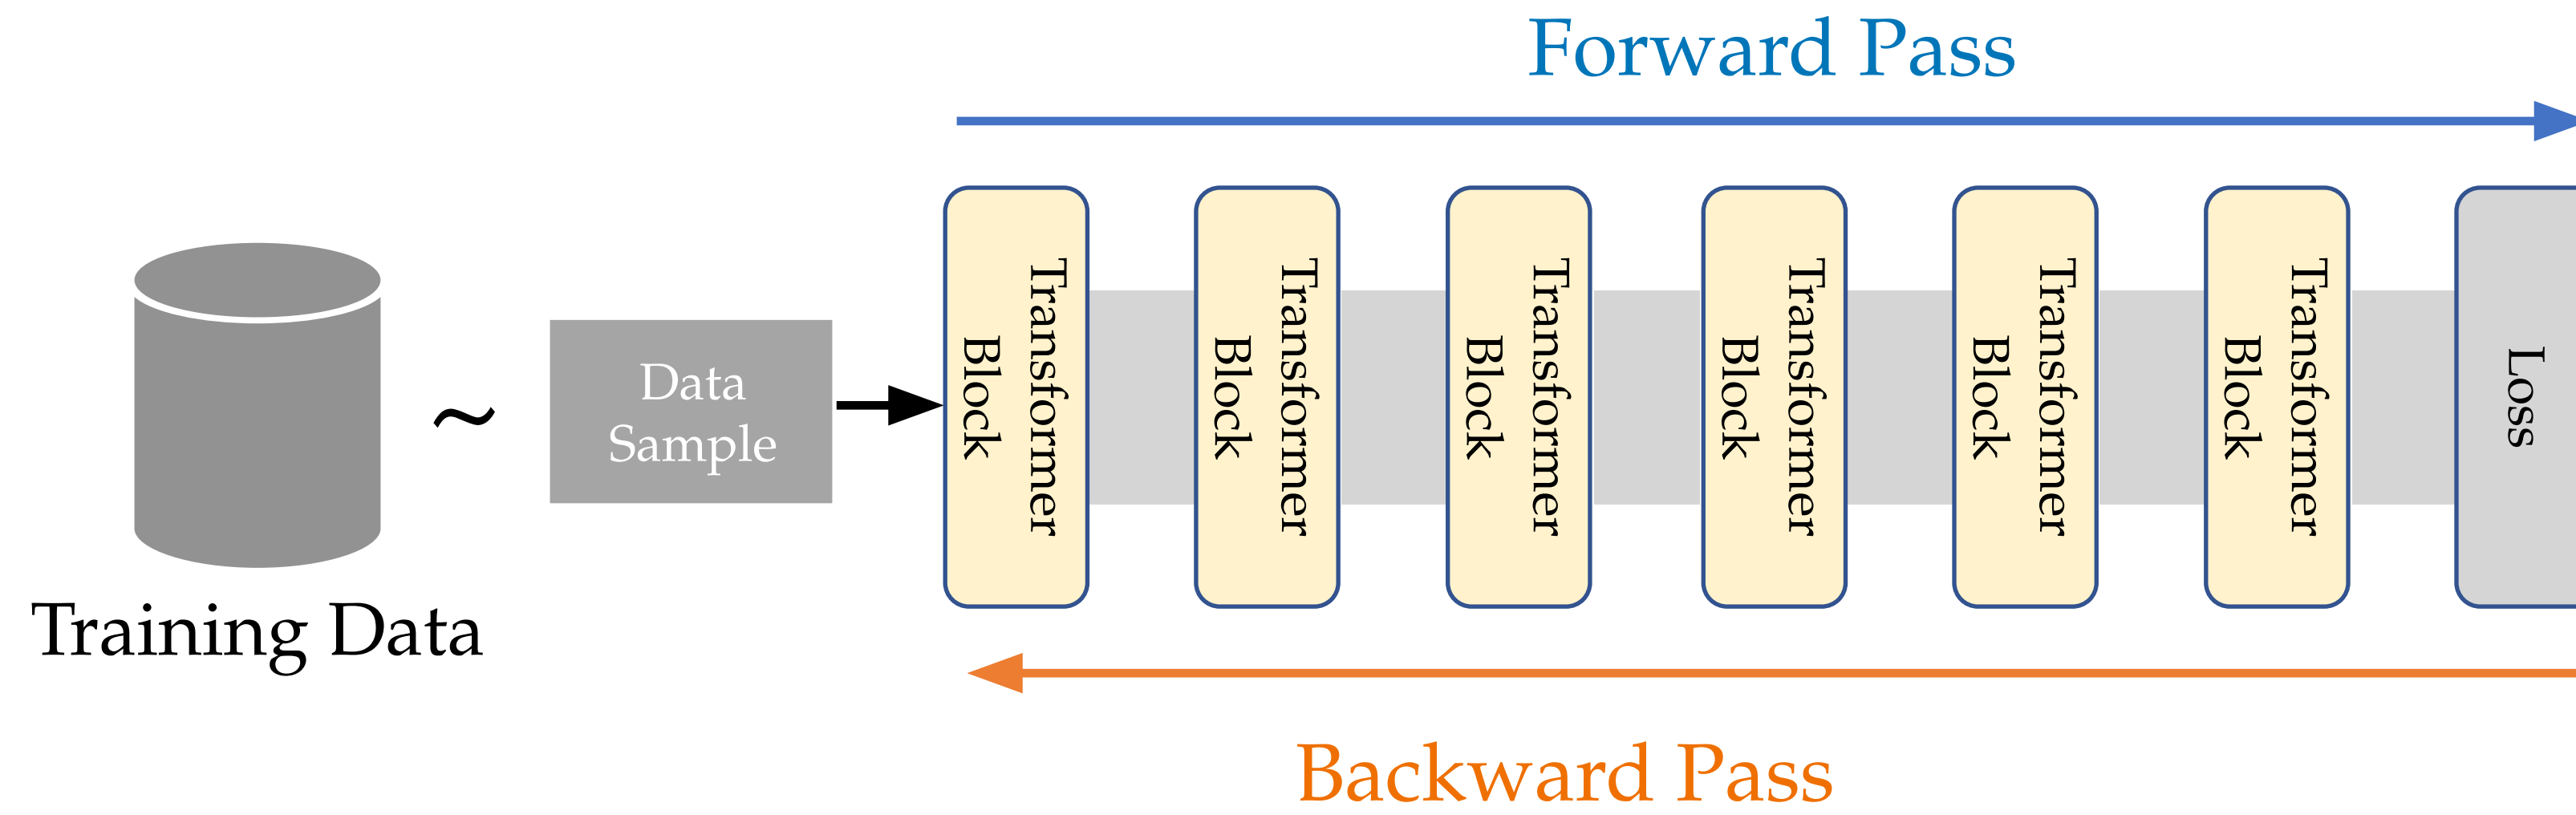 Forward Pass
Training Data
~
Data
Sample
Transformer
Block
Transformer
Block
Transformer
Block
Transformer
Block
Transformer
Block
Transformer
Block
Loss
Backward Pass